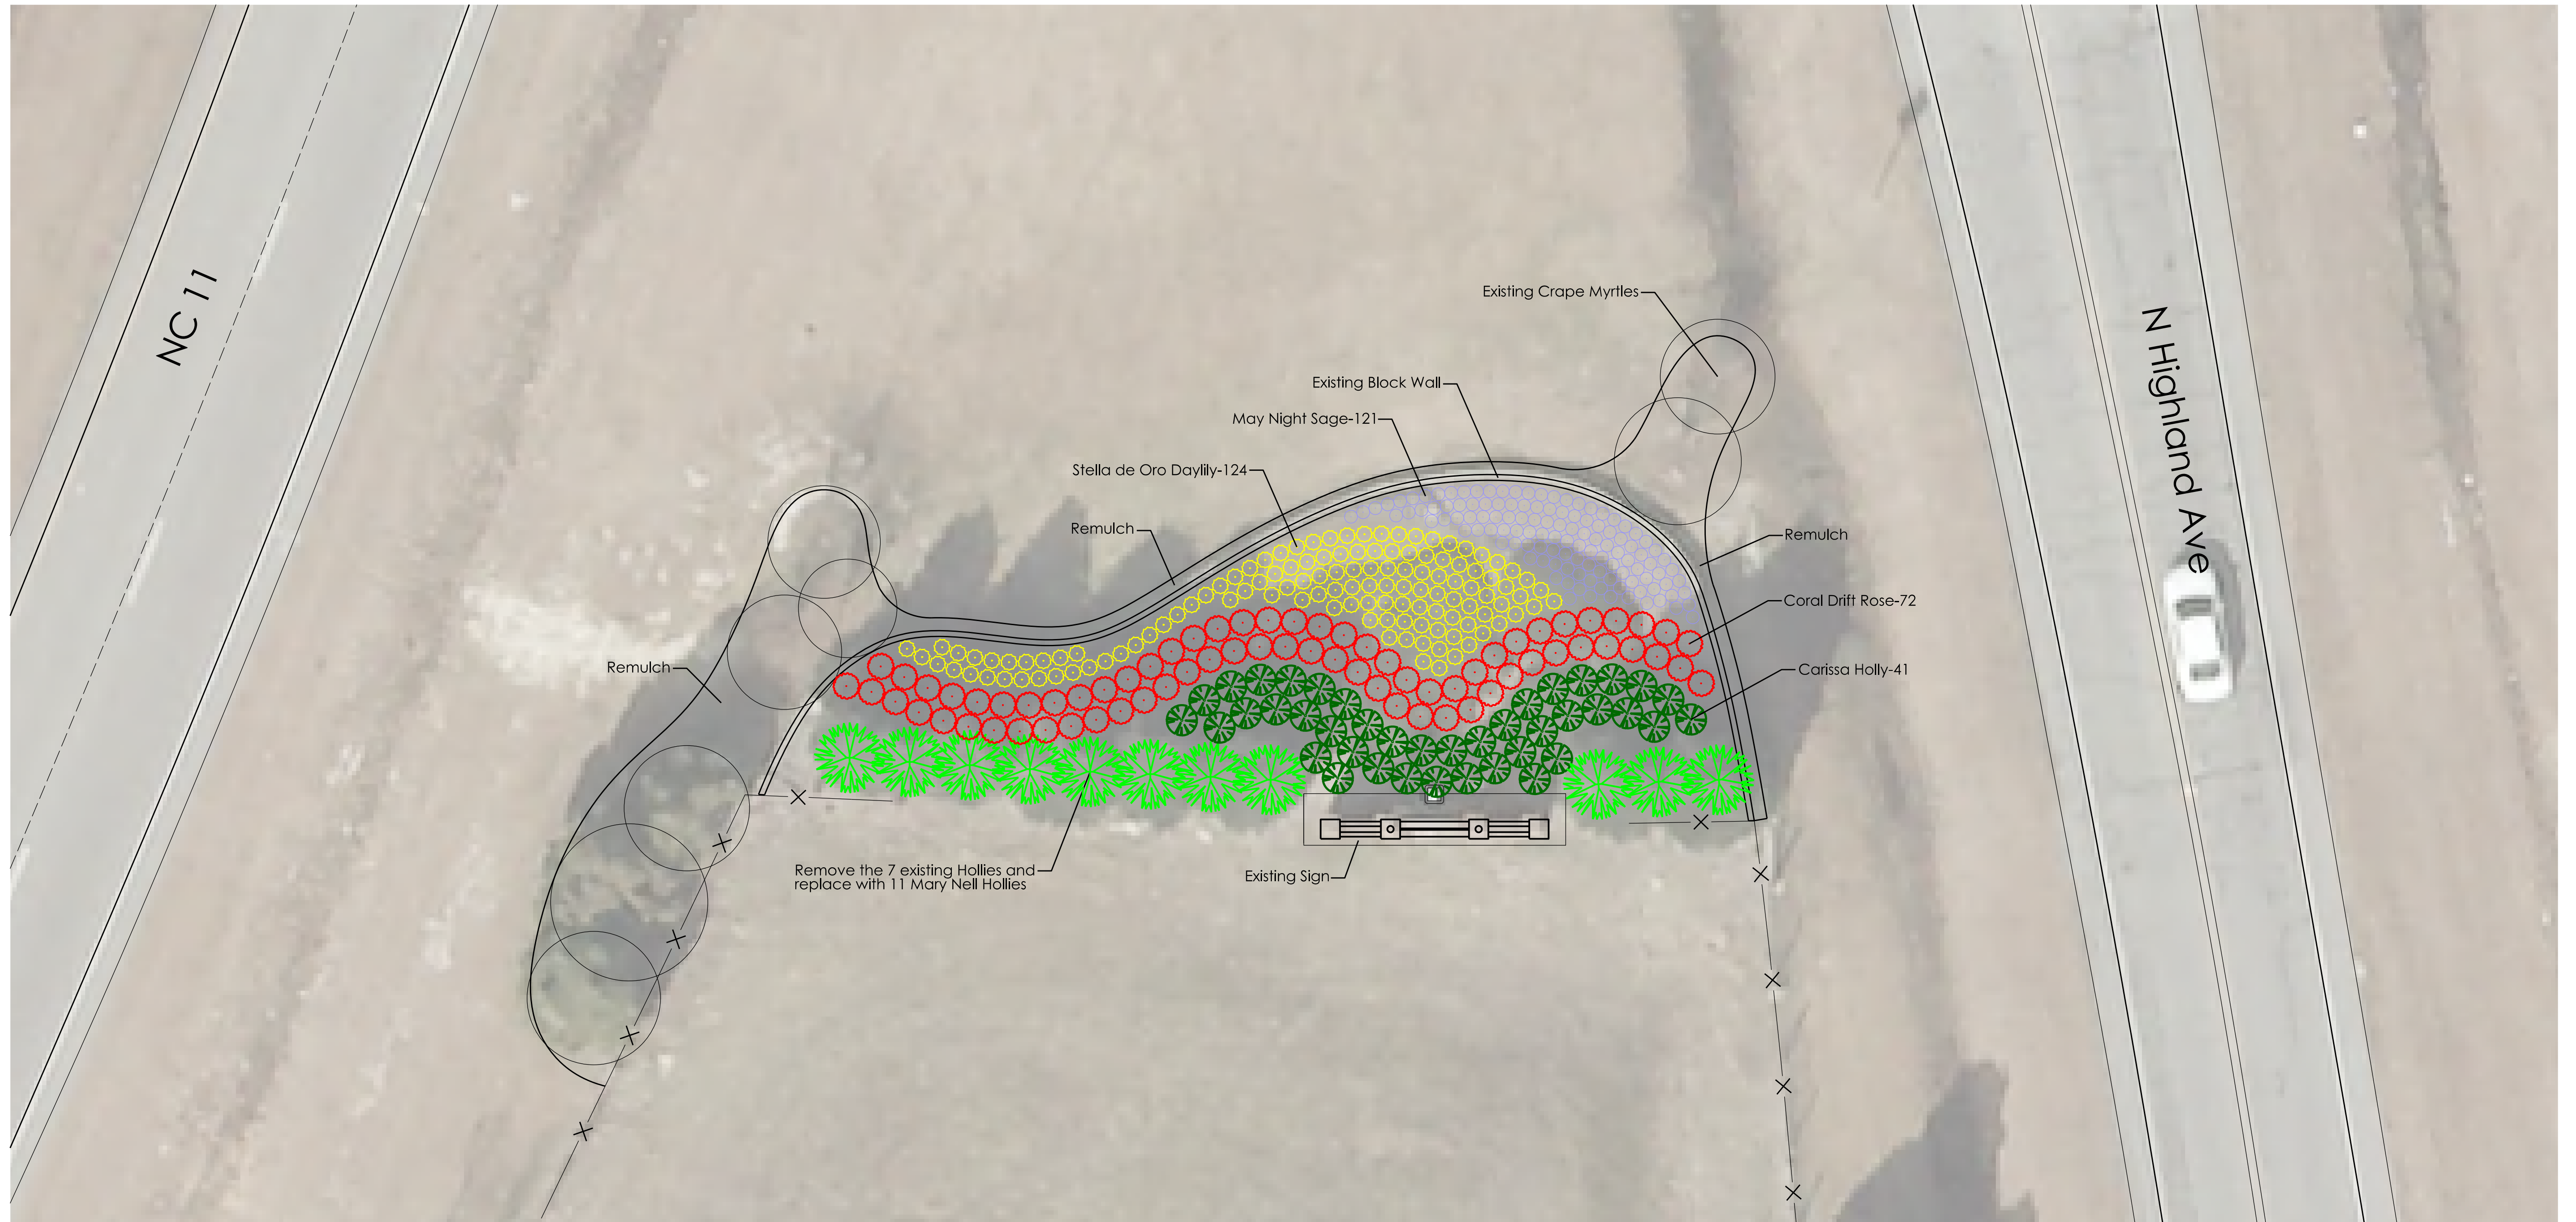 NC 11
N Highland Ave
Existing Crape Myrtles
Existing Block Wall
May Night Sage-121
Stella de Oro Daylily-124
Remulch
Remulch
Coral Drift Rose-72
Remulch
Carissa Holly-41
Remove the 7 existing Hollies and
replace with 11 Mary Nell Hollies
Existing Sign